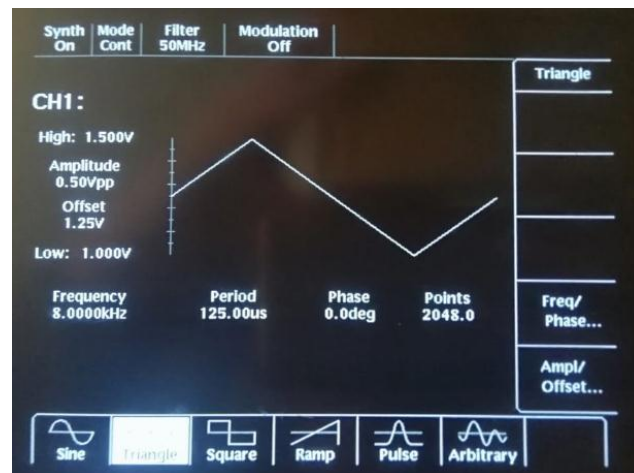 Synth On
Mode Cont
Filter 50MHz
Modulation Off
Triangle
CH1:
High: 1.500V
Amplitude
0.50Vpp
Offset
1.25V
Low: 1.000V
Frequency
8.0000kHz
Period
125.00us
Phase
0.0deg
Points
2048.0
Freq/
Phase...
Ampl/
Offset...
Sine
Triangle
Square
Ramp
Pulse
Arbitrary